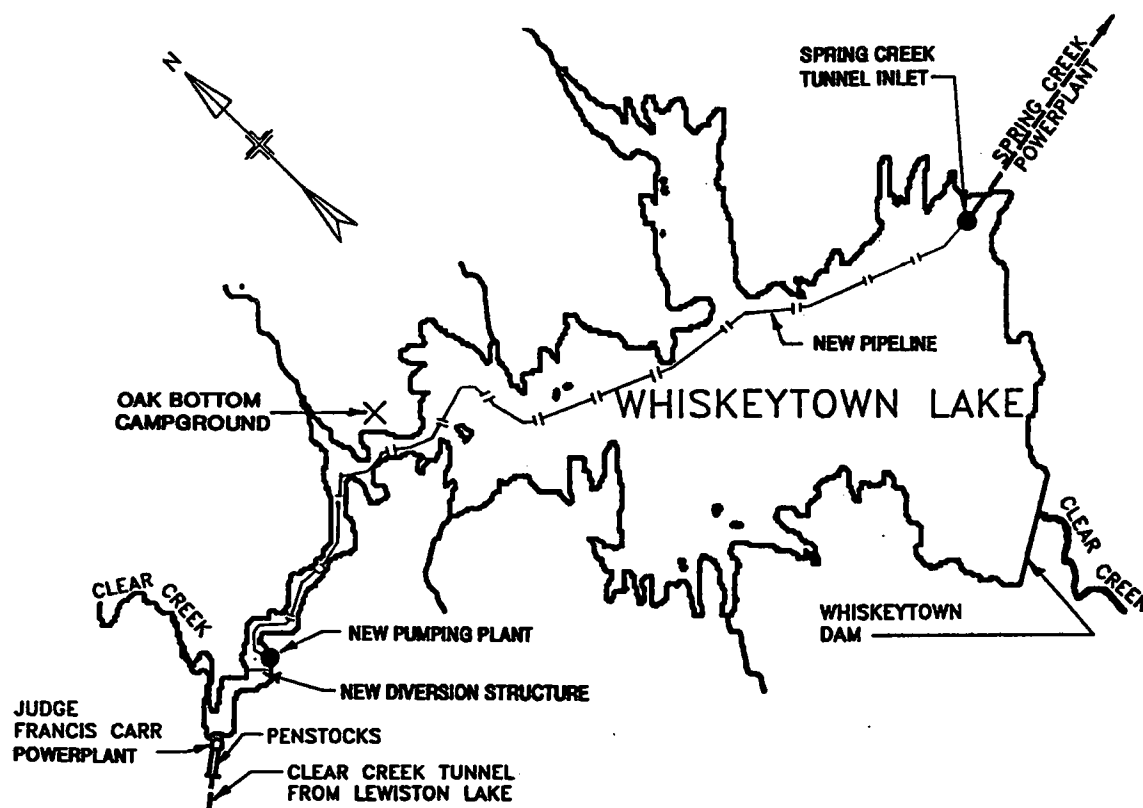 N
SPRING CREEK
TUNNEL INLET
SPRING CREEK
POWERPLANT
NEW PIPELINE
OAK BOTTOM
CAMPGROUND
WHISKEYTOWN LAKE
CLEAR CREEK
CLEAR CREEK
WHISKEYTOWN
DAM
NEW PUMPING PLANT
NEW DIVERSION STRUCTURE
JUDGE
FRANCIS CARR
POWERPLANT
PENSTOCKS
CLEAR CREEK TUNNEL
FROM LEWISTON LAKE